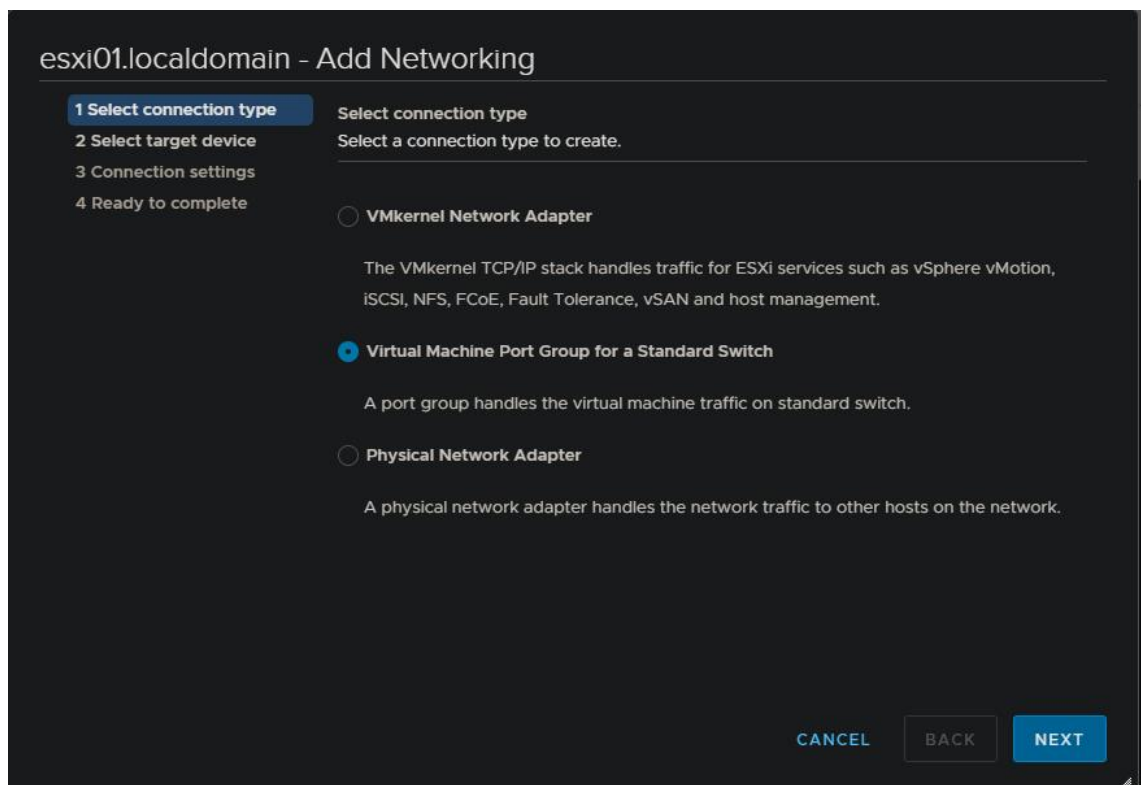 esxi01.localdomain - Add Networking
1 Select connection type
2 Select target device
3 Connection settings
4 Ready to complete
Select connection type
Select a connection type to create.
VMkernel Network Adapter
The VMkernel TCP/IP stack handles traffic for ESXi services such as vSphere vMotion,
iSCSI, NFS, FCoE, Fault Tolerance, vSAN and host management.
Virtual Machine Port Group for a Standard Switch
A port group handles the virtual machine traffic on standard switch.
Physical Network Adapter
A physical network adapter handles the network traffic to other hosts on the network.
CANCEL
BACK
NEXT